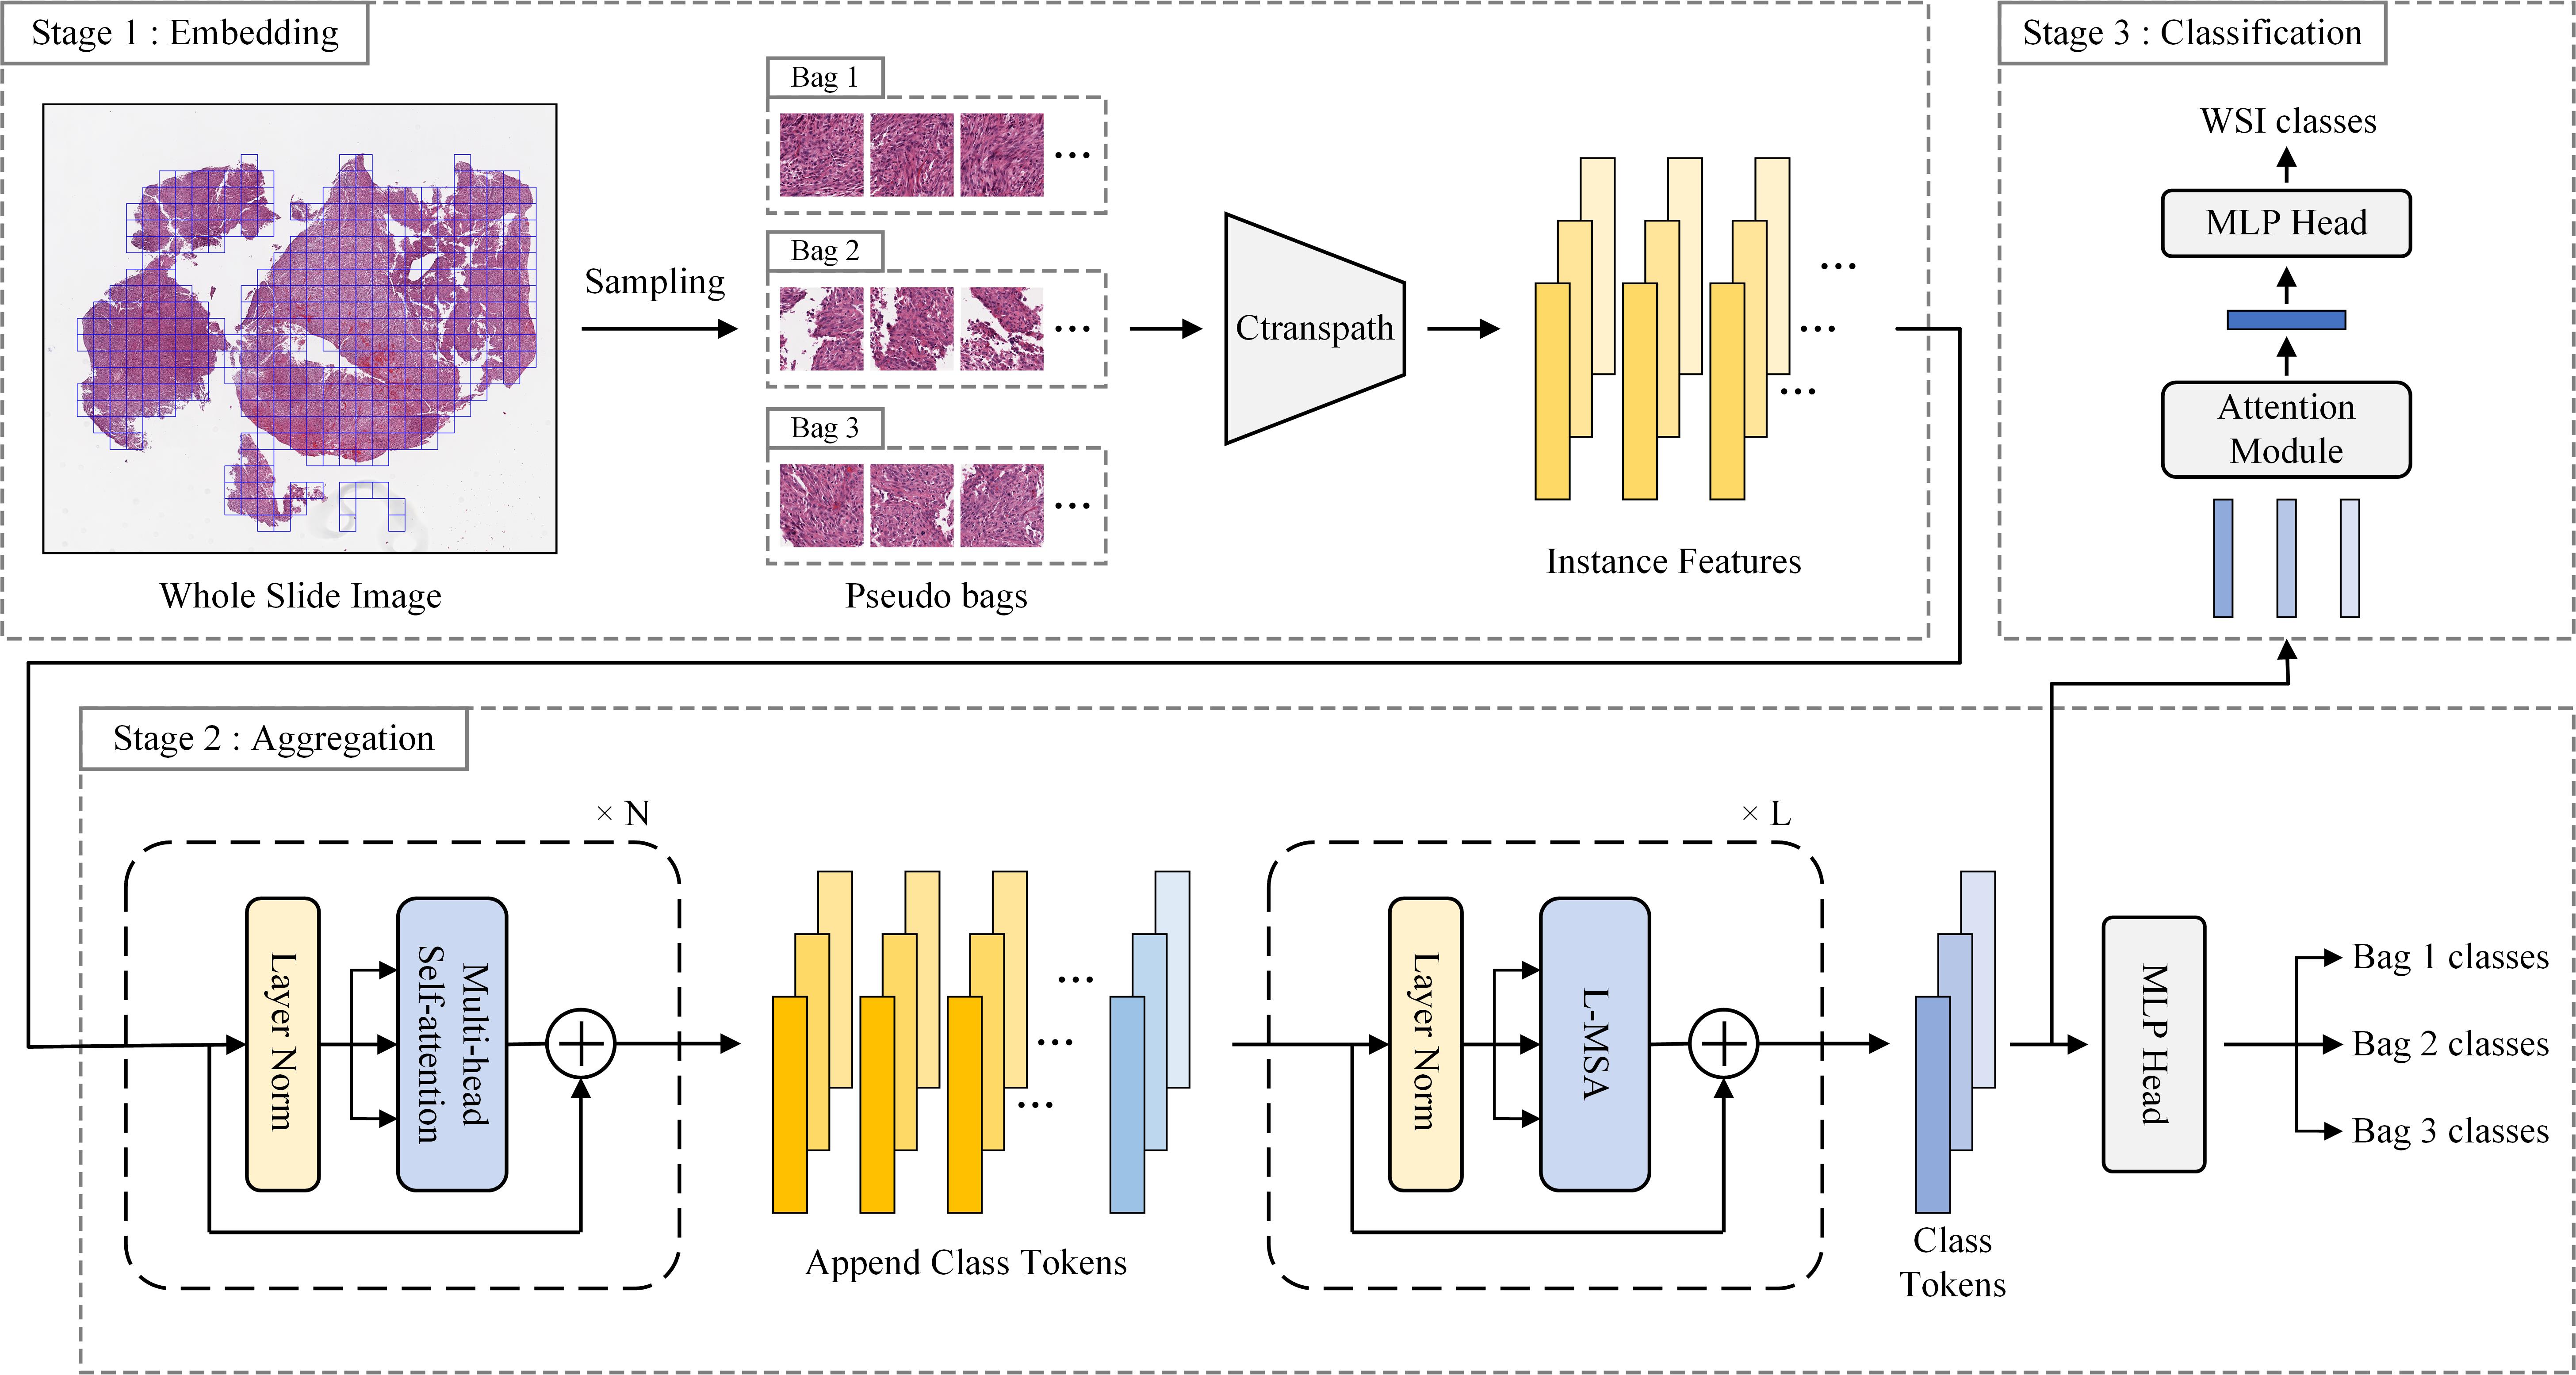 Stage 1 : Embedding
Whole Slide Image
Sampling
Bag 1
...
Bag 2
...
Bag 3
...
Pseudo bags
Ctranspath
...
...
...
Instance Features
Stage 3 : Classification
WSI classes
MLP Head
Attention
Module
Stage 2 : Aggregation
× N
Layer Norm
Multi-head
Self-attention
...
...
...
Append Class Tokens
× L
Layer Norm
L-MSA
Class
Tokens
MLP Head
Bag 1 classes
Bag 2 classes
Bag 3 classes